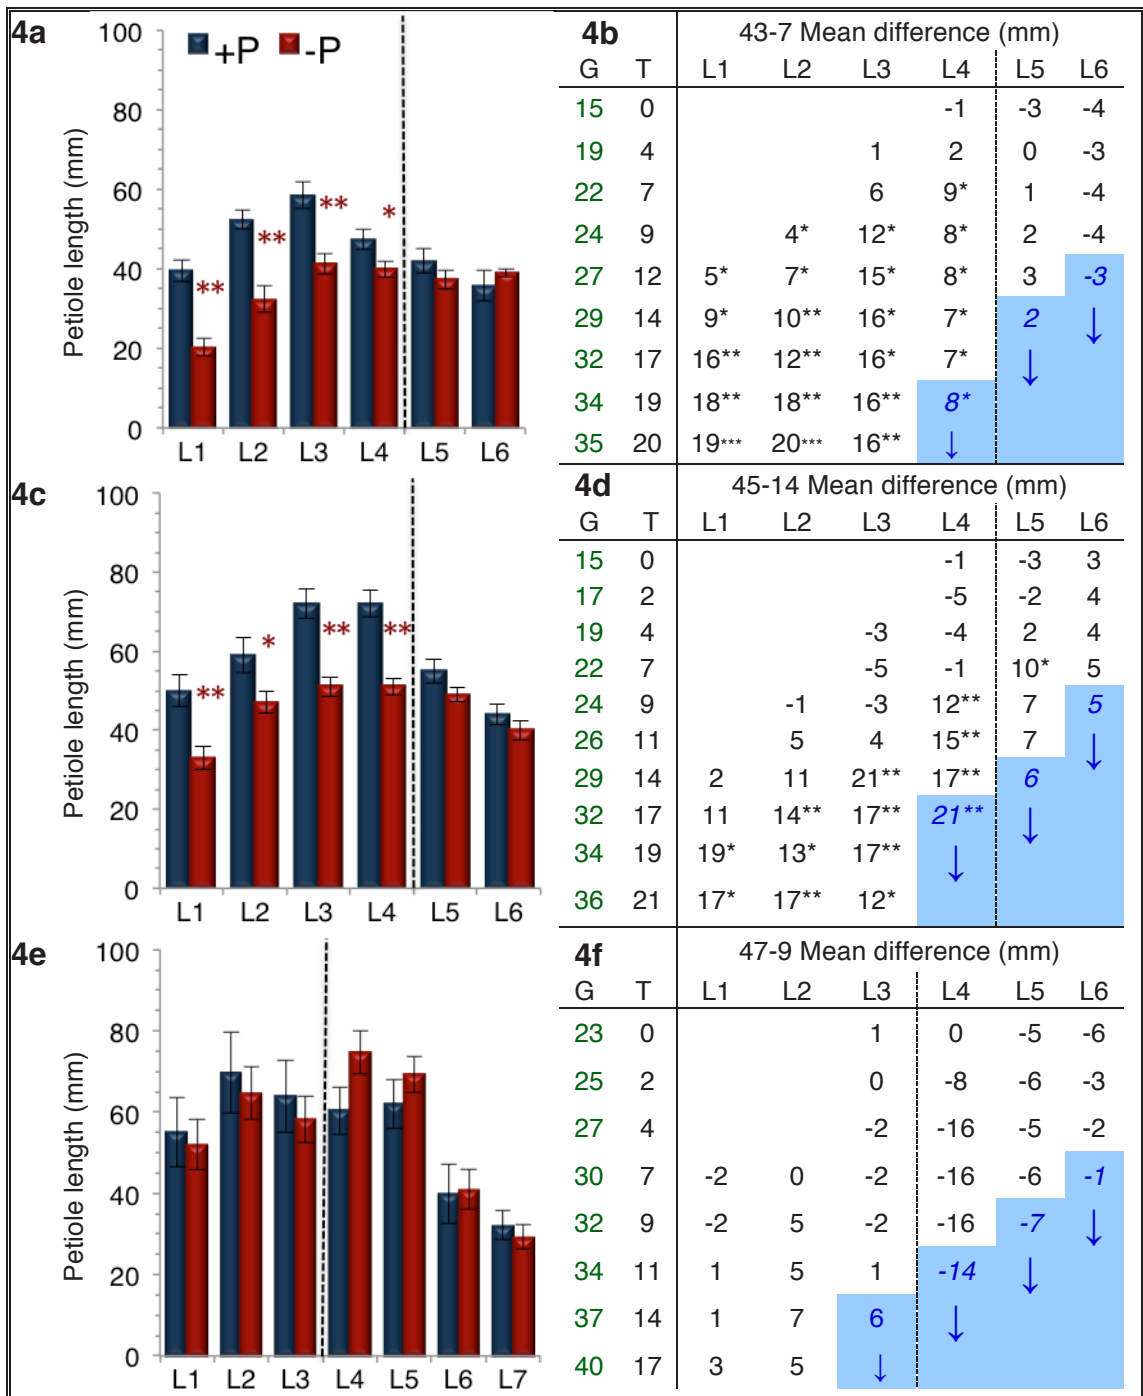 4a
Petiole length (mm)
100
80
60
40
20
0
+P -P
** ** ** *
L1 L2 L3 L4 L5 L6
4b 43-7 Mean difference (mm)
G T L1 L2 L3 L4 L5 L6
15 0 -1 -3 -4
19 4 1 2 0 -3
22 7 6 9* 1 -4
24 9 4* 12* 8* 2 -4
27 12 5* 7* 15* 8* 3 -3
29 14 9* 10** 16* 7* 2 ↓
32 17 16** 12** 16* 7* ↓
34 19 18** 18** 16** 8*
35 20 19*** 20*** 16** ↓
4c
100
80
60
40
20
0
Petiole length (mm)
** * ** **
L1 L2 L3 L4 L5 L6
4d 45-14 Mean difference (mm)
G T L1 L2 L3 L4 L5 L6
15 0 -1 -3 3
17 2 -5 -2 4
19 4 -3 -4 2 4
22 7 -5 -1 10* 5
24 9 -1 -3 12** 7 5
26 11 5 4 15** 7 ↓
29 14 2 11 21** 17** 6
32 17 11 14** 17** 21** ↓
34 19 19* 13* 17** ↓
36 21 17* 17** 12*
4e
100
80
60
40
20
0
Petiole length (mm)
L1 L2 L3 L4 L5 L6 L7
4f 47-9 Mean difference (mm)
G T L1 L2 L3 L4 L5 L6
23 0 1 0 -5 -6
25 2 0 -8 -6 -3
27 4 -2 -16 -5 -2
30 7 -2 0 -2 -16 -6 -1
32 9 -2 5 -2 -16 -7 ↓
34 11 1 5 1 -14 ↓
37 14 1 7 6 ↓
40 17 3 5 ↓